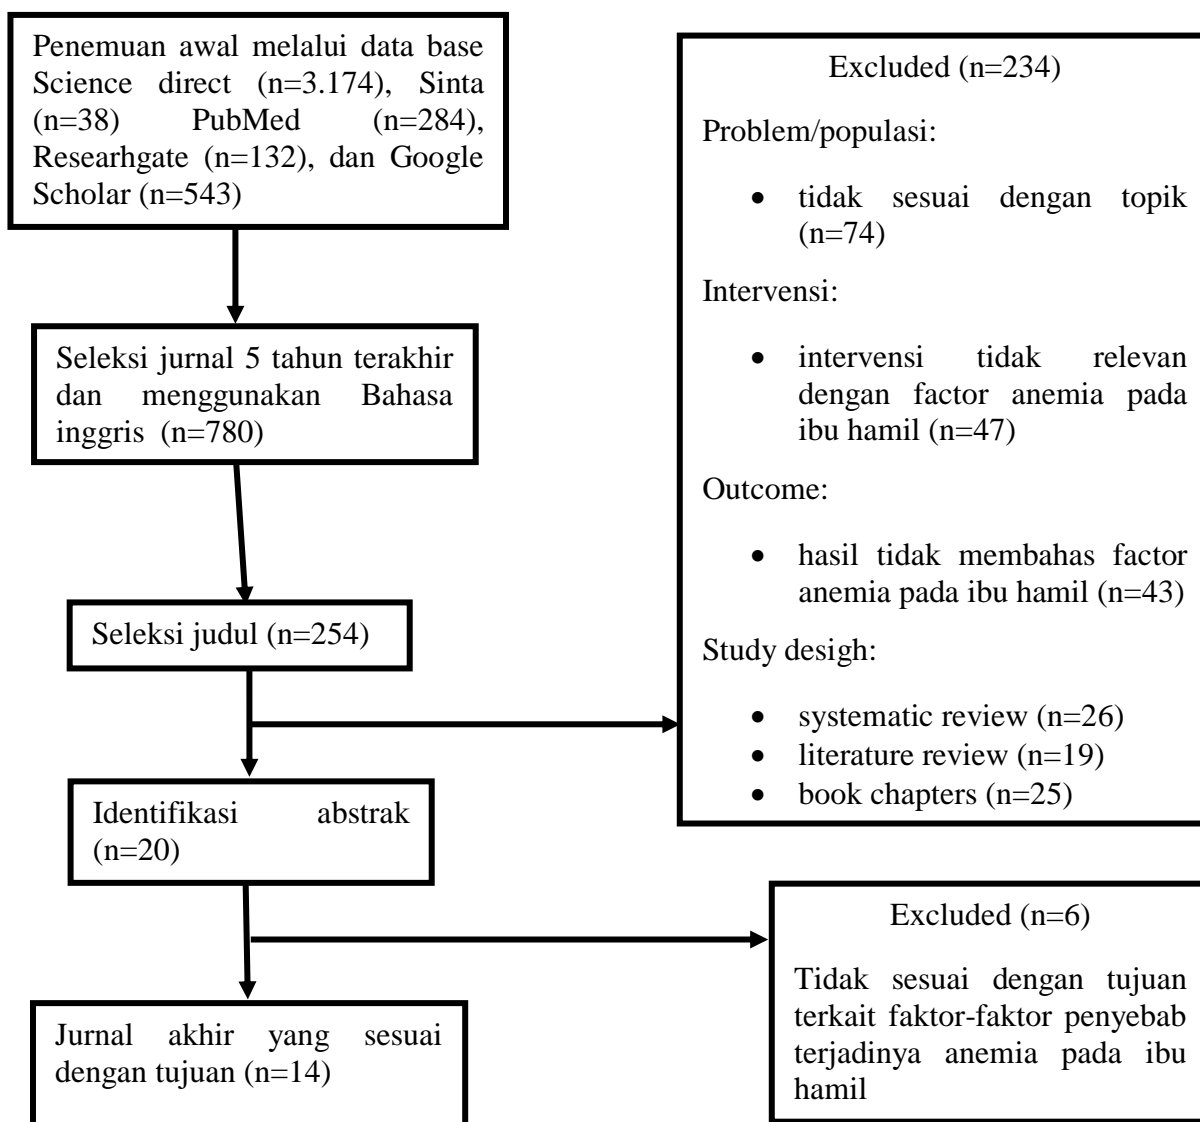 Penemuan awal melalui data base
Science direct (n=3.174), Sinta
(n=38) PubMed (n=284),
Researhgate (n=132), dan Google
Scholar (n=543)
Seleksi jurnal 5 tahun terakhir
dan menggunakan Bahasa
inggris (n=780)
Seleksi judul (n=254)
Excluded (n=234)
Problem/populasi:
• tidak sesuai dengan topik
(n=74)
Intervensi:
• intervensi tidak relevan
dengan factor anemia pada
ibu hamil (n=47)
Outcome:
• hasil tidak membahas factor
anemia pada ibu hamil (n=43)
Study desigh:
• systematic review (n=26)
• literature review (n=19)
• book chapters (n=25)
Identifikasi abstrak
(n=20)
Excluded (n=6)
Tidak sesuai dengan tujuan
terkait faktor-faktor penyebab
terjadinya anemia pada ibu
hamil
Jurnal akhir yang sesuai
dengan tujuan (n=14)